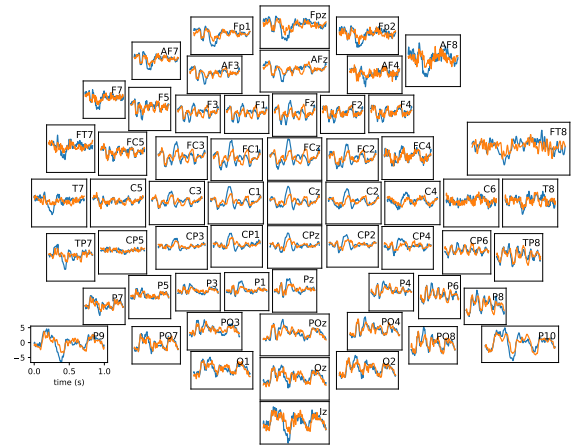 Fp1 Fpz Fp2
AF7 AF3 AFz AF4 AF8
F7 F5 F3 F1 Fz F2 F4
FT7 FC5 FC3 FC1 FCz FC2 FC4 FT8
T7 C5 C3 C1 Cz C2 C4 C6 T8
TP7 CP5 CP3 CP1 CPz CP2 CP4 CP6 TP8
P7 P5 P3 P1 Pz P4 P6 P8
5
0
−5
P9 PO7 PO3 POz PO4 PO8 P10
0.0 1.0
time (s)
O1 Oz O2
Iz